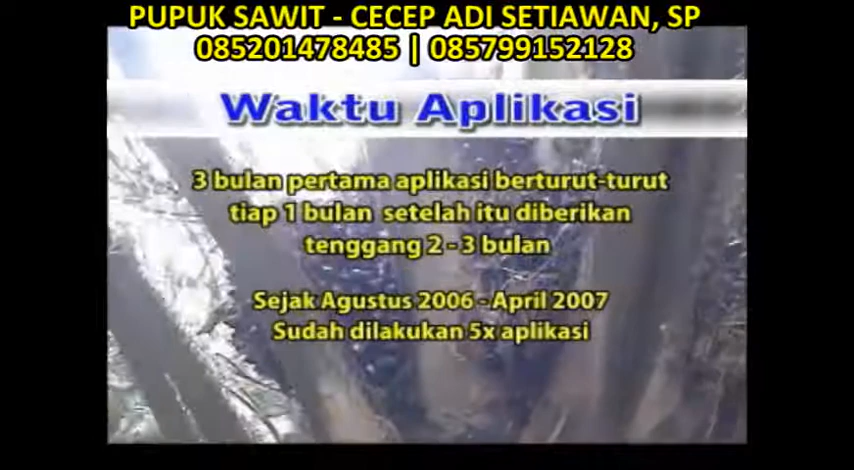 PUPUK SAWIT - CECEP ADI SETIAWAN, SP
085201478485 | 085799152128
Waktu Aplikasi
3 bulan pertama aplikasi berturut-turut
tiap 1 bulan setelah itu diberikan
tenggang 2 - 3 bulan
Sejak Agustus 2006 - April 2007
Sudah dilakukan 5x aplikasi